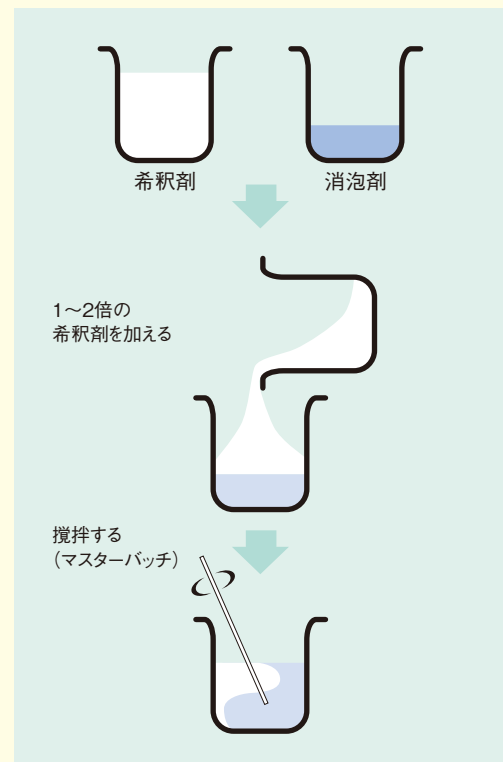 希釈剤
消泡剤
1～2倍の
希釈剤を加える
撹拌する
（マスターバッチ）